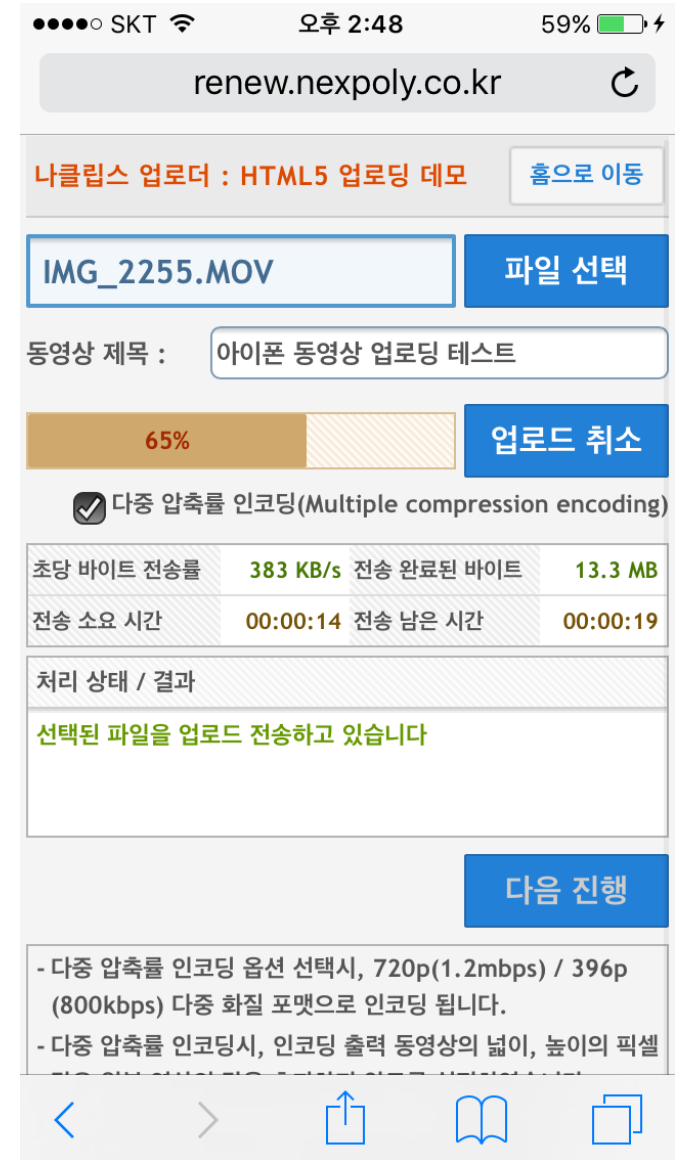 SKT 오후 2:48 59%
renew.nexpoly.co.kr
나클립스 업로더 : HTML5 업로딩 데모 홈으로 이동
IMG_2255.MOV 파일 선택
동영상 제목 : 아이폰 동영상 업로딩 테스트
65% 업로드 취소
다중 압축률 인코딩(Multiple compression encoding)
초당 바이트 전송률 383 KB/s 전송 완료된 바이트 13.3 MB
전송 소요 시간 00:00:14 전송 남은 시간 00:00:19
처리 상태 / 결과
선택된 파일을 업로드 전송하고 있습니다
다음 진행
- 다중 압축률 인코딩 옵션 선택시, 720p(1.2mbps) / 396p
(800kbps) 다중 화질 포맷으로 인코딩 됩니다.
- 다중 압축률 인코딩시, 인코딩 출력 동영상의 넓이, 높이의 픽셀